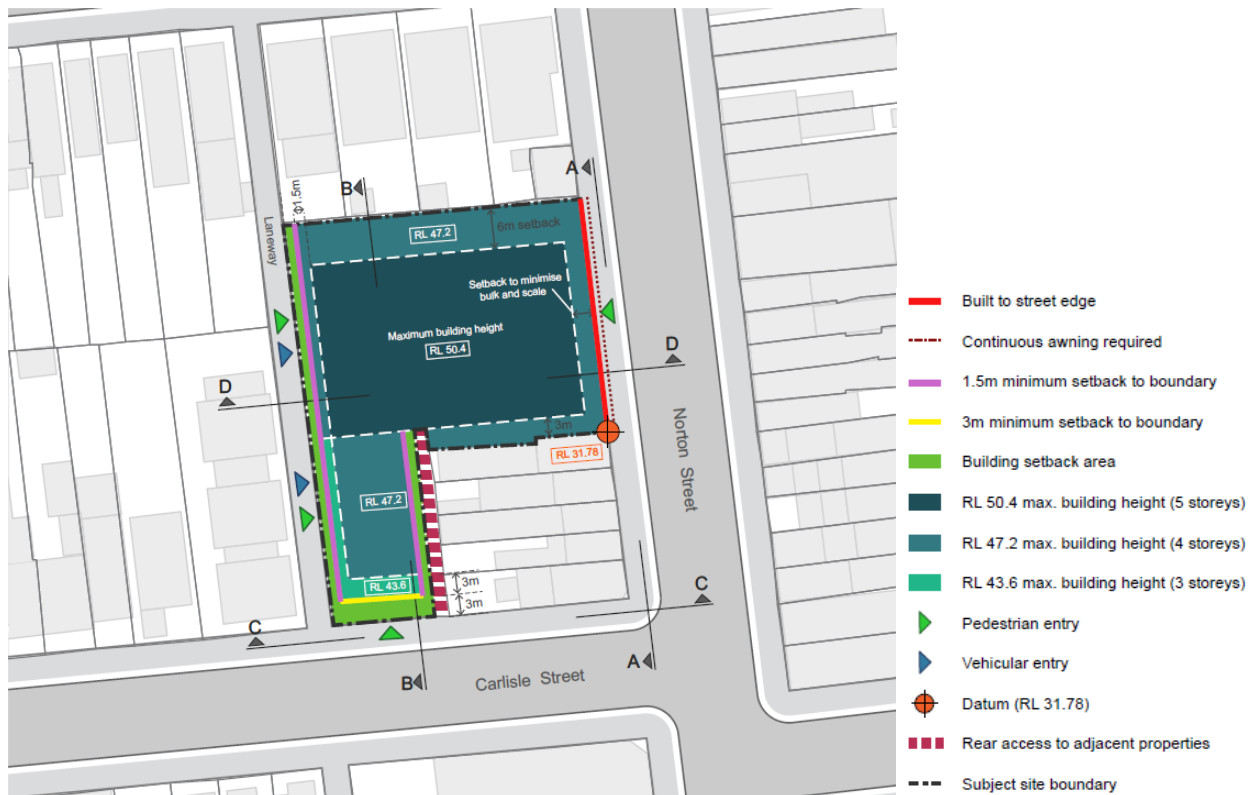 A
B
1.5m
Laneway
RL 47.2
6m setback
Setback to minimise
bulk and scale
Maximum building height
RL 50.4
D
D
3m
RL 31.78
Norton Street
RL 47.2
RL 43.6
3m
3m
C
C
A
B
Carlisle Street
Built to street edge
Continuous awning required
1.5m minimum setback to boundary
3m minimum setback to boundary
Building setback area
RL 50.4 max. building height (5 storeys)
RL 47.2 max. building height (4 storeys)
RL 43.6 max. building height (3 storeys)
Pedestrian entry
Vehicular entry
Datum (RL 31.78)
Rear access to adjacent properties
Subject site boundary